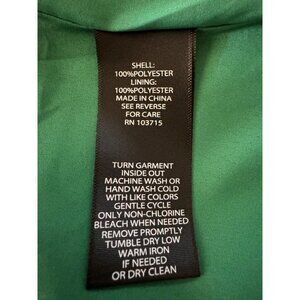 SHELL:
100%POLYESTER
LINING:
100%POLYESTER
MADE IN CHINA
SEE REVERSE
FOR CARE
RN 103715
TURN GARMENT
INSIDE OUT
MACHINE WASH OR
HAND WASH COLD
WITH LIKE COLORS
GENTLE CYCLE
ONLY NON-CHLORINE
BLEACH WHEN NEEDED
REMOVE PROMPTLY
TUMBLE DRY LOW
WARM IRON
IF NEEDED
OR DRY CLEAN